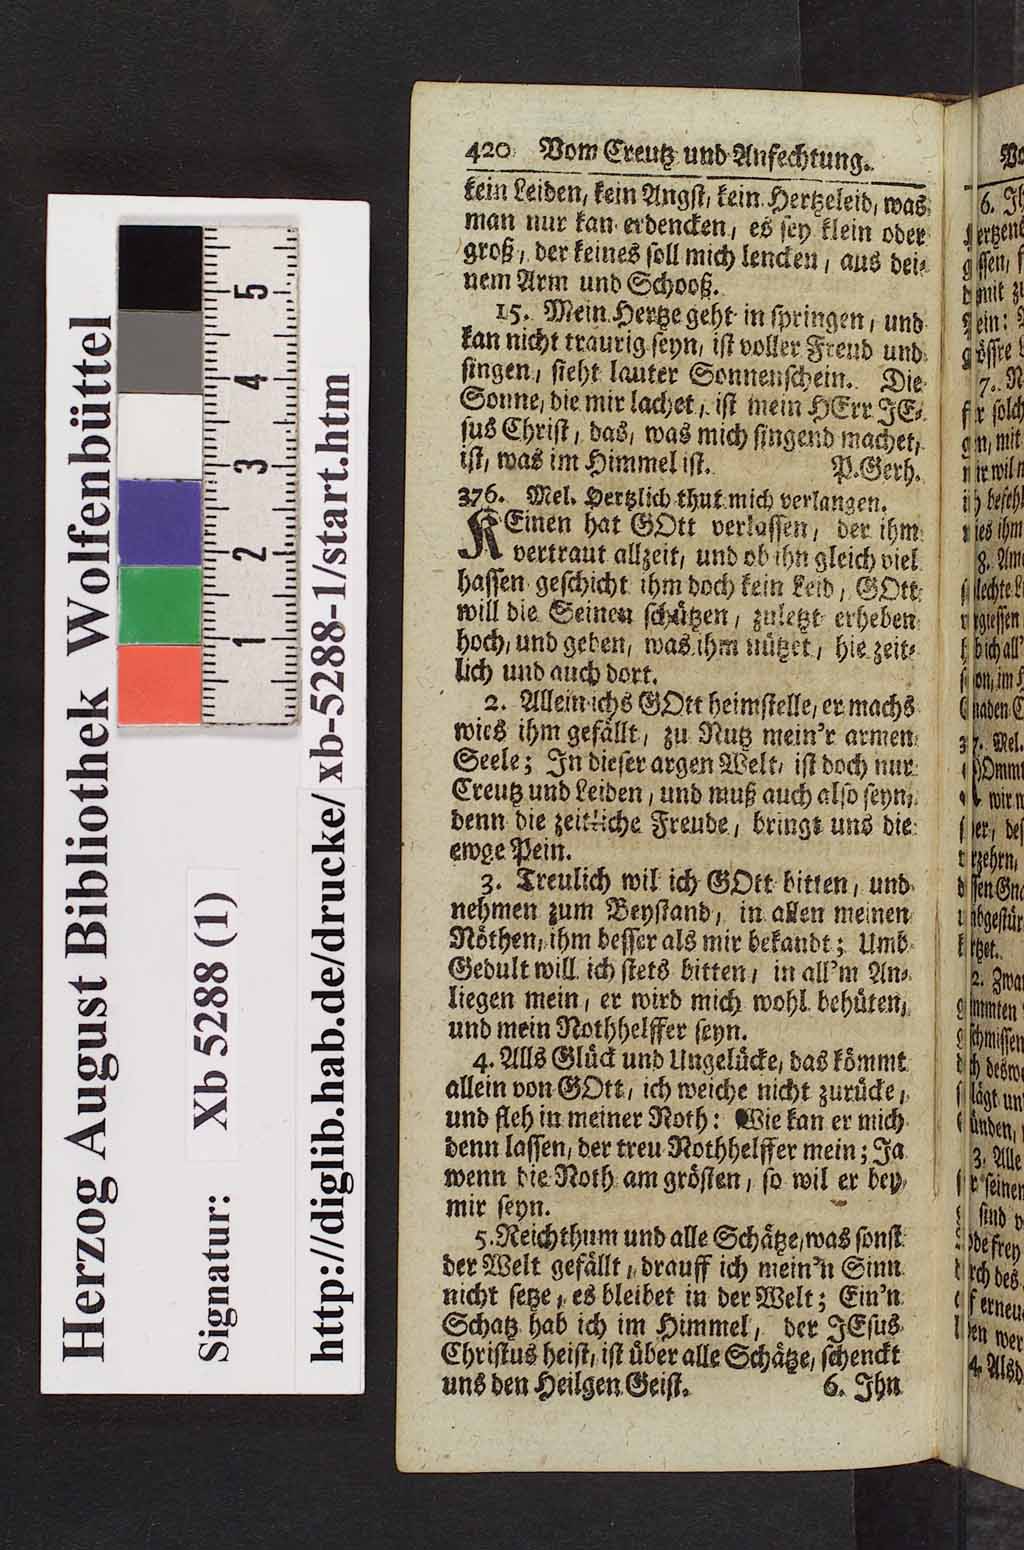 Herzog August Bibliothek Wolfenbüttel
Signatur: Xb 5288 (1)
http://diglib.hab.de/drucke/ xb-5288-1/start.htm
5
4
3
2
1
420 Vom Creutz und Anfechtung.
kein Leiden, kein Angst, kein Hertzeleid, was
man nur kan erdencken, es sey klein oder
groß, der keines soll mich lencken, aus dei-
nem Arm und Schooß.
15. Mein Hertze geht in springen, und
kan nicht traurig seyn, ist voller Freud und
singen, sieht lauter Sonnenschein. Die
Sonne, die mir lachet, ist mein HErr JE-
sus Christ, das, was mich singend machet,
ist, was im Himmel ist. P. Gerh.
376. Mel. Hertzlich thut mich verlangen.
KEinen hat GOtt verlassen, der ihm
vertraut allzeit, und ob ihn gleich viel
hassen geschicht ihm doch kein Leid, GOtt
will die Seinen schützen, zuletzt erheben
hoch, und geben, was ihm nützet, hie zeit-
lich und auch dort.
2. Allein ichs GOtt heimstelle, er machs
wies ihm gefällt, zu Nutz mein'r armen
Seele; In dieser argen Welt, ist doch nur
Creutz und Leiden, und muß auch also seyn,
denn die zeitliche Freude, bringt uns die
ewge Pein.
3. Treulich wil ich GOtt bitten, und
nehmen zum Beystand, in allen meinen
Nöthen, ihm besser als mir bekandt; Umb
Gedult will ich stets bitten, in all'm An-
liegen mein, er wird mich wohl behüten,
und mein Nothhelffer seyn.
4. Alls Glück und Ungelücke, das kömmt
allein von GOtt, ich weiche nicht zurücke,
und fleh in meiner Noth: Wie kan er mich
denn lassen, der treu Nothhelffer mein; Ja
wenn die Noth am grösten, so wil er bey
mir seyn.
5. Reichthum und alle Schätze, was sonst
der Welt gefällt, drauff ich mein'n Sinn
nicht setze, es bleibet in der Welt; Ein'n
Schatz hab ich im Himmel, der JEsus
Christus heist, ist über alle Schätze, schenckt
uns den Heilgen Geist. 6. Ihn